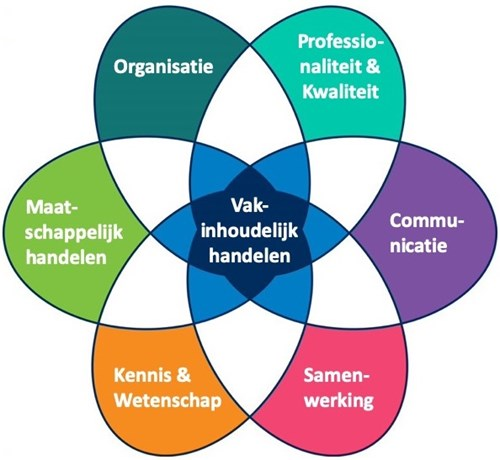 Organisatie
Professio-
naliteit &
Kwaliteit
Maat-
schappelijk
handelen
Vak-
inhoudelijk
handelen
Commu-
nicatie
Kennis &
Wetenschap
Samen-
werking